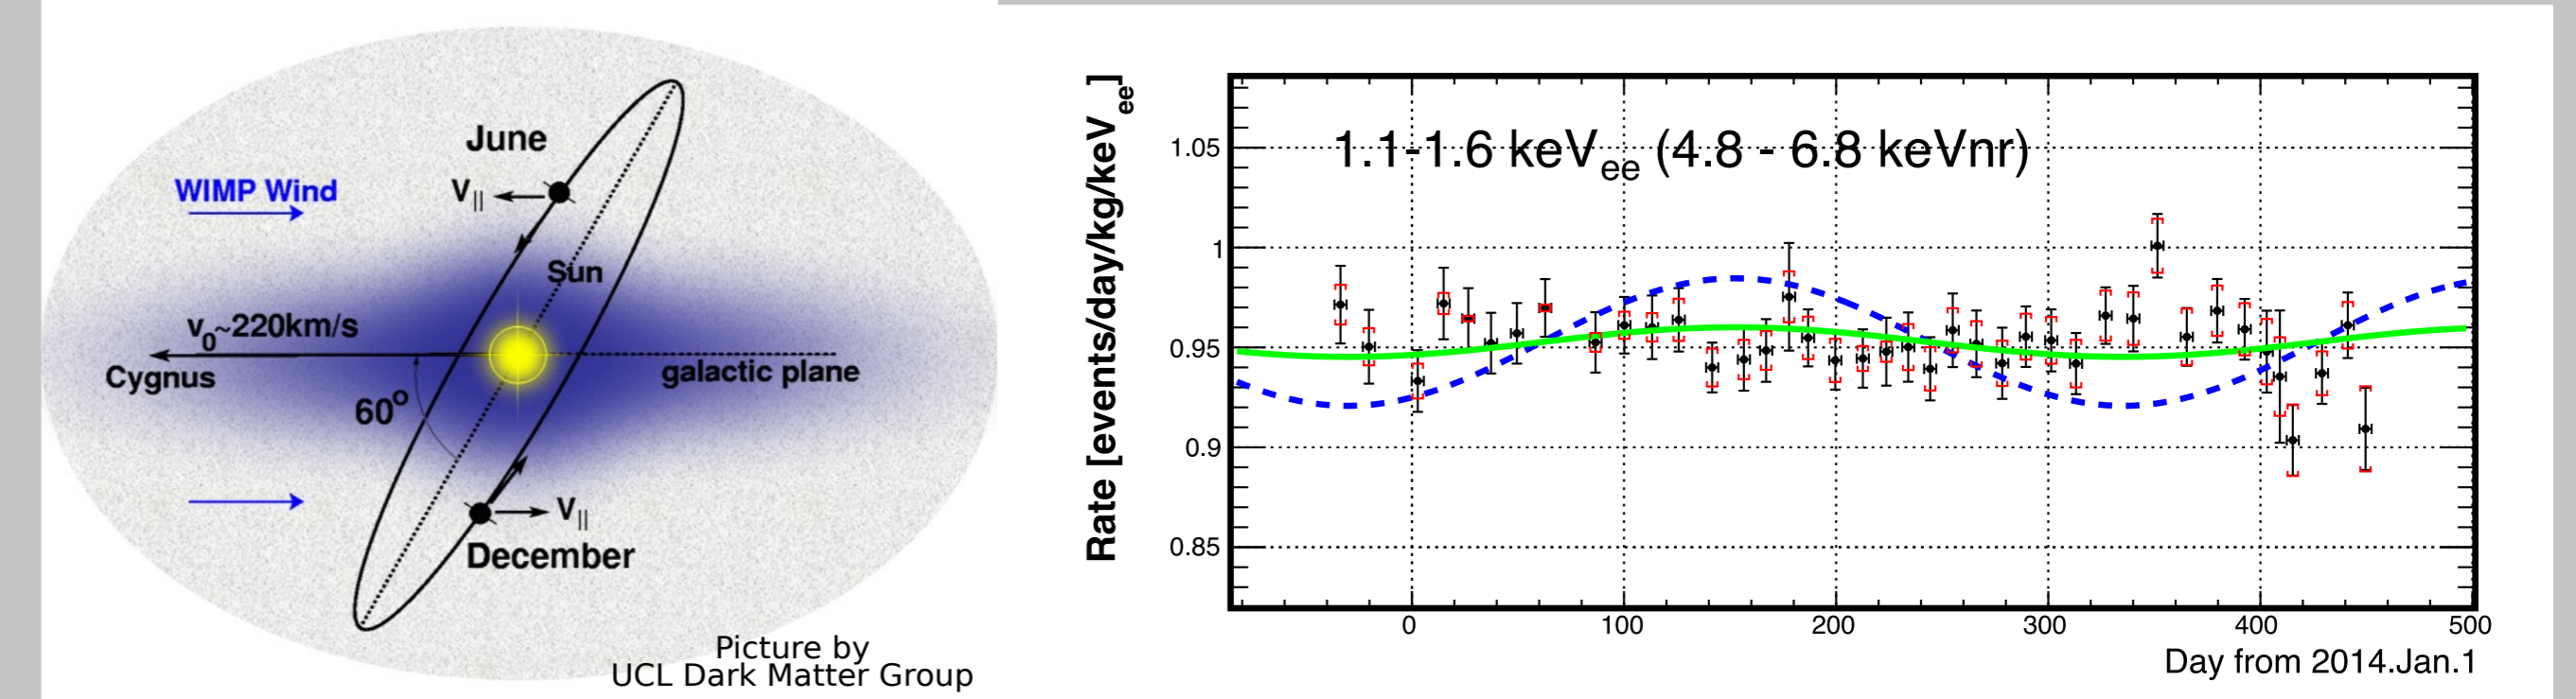 June
V||
WIMP Wind
Sun
v0~220km/s
Cygnus
galactic plane
60o
V||
December
Picture by
UCL Dark Matter Group
Rate [events/day/kg/keVee]
1.1-1.6 keVee (4.8 - 6.8 keVnr)
1.05
1
0.95
0.9
0.85
0 100 200 300 400 500
Day from 2014.Jan.1